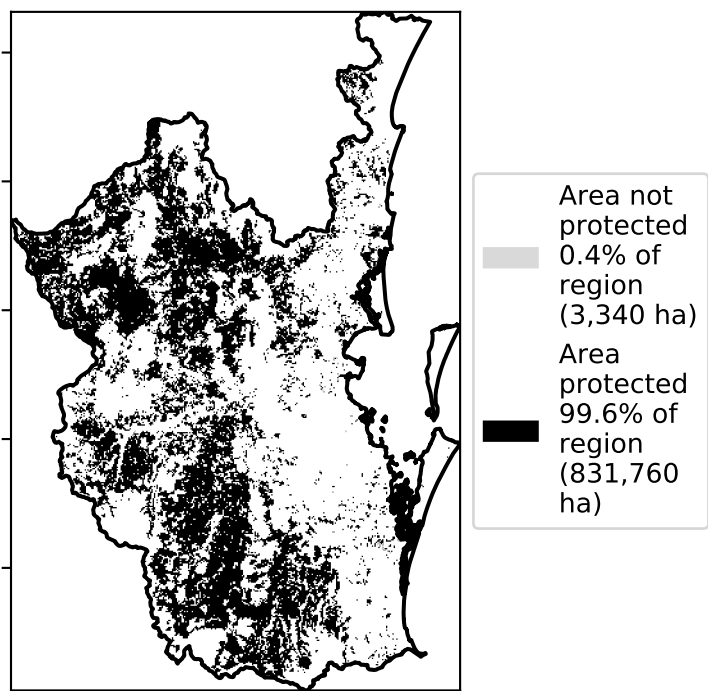 Area not
protected
0.4% of
region
(3,340 ha)
Area
protected
99.6% of
region
(831,760
ha)